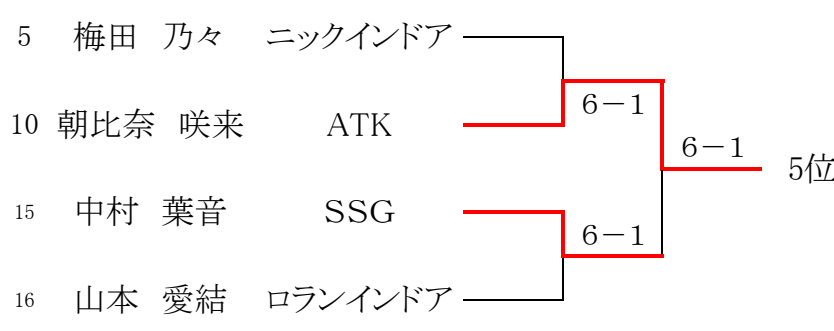 5 梅田 乃々 ニックインドア
6-1
10 朝比奈 咲来 ATK
6-1 5位
15 中村 葉音 SSG
6-1
16 山本 愛結 ロランインドア